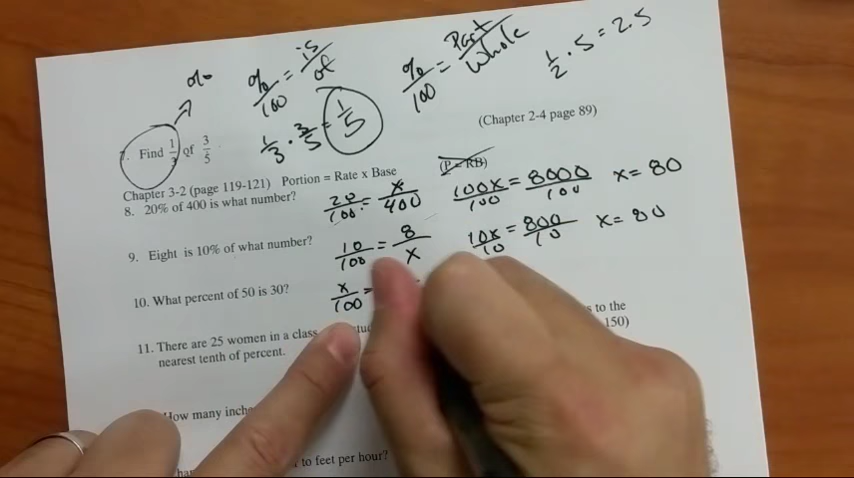 % % is Part 1/2 · 5 = 2.5
100 = of 100 = Whole
7. Find 1/3 of 3/5 1/3 · 3/5 = 1/5 (Chapter 2-4 page 89)
Chapter 3-2 (page 119-121) Portion = Rate x Base (P = RB)
8. 20% of 400 is what number? 20/100 = x/400 100x/100 = 8000/100 x = 80
9. Eight is 10% of what number? 10/100 = 8/x 10x/10 = 800/10 x = 80
10. What percent of 50 is 30? x/100 =
11. There are 25 women in a class to the
nearest tenth of percent. 150)
How many
to feet per hour?